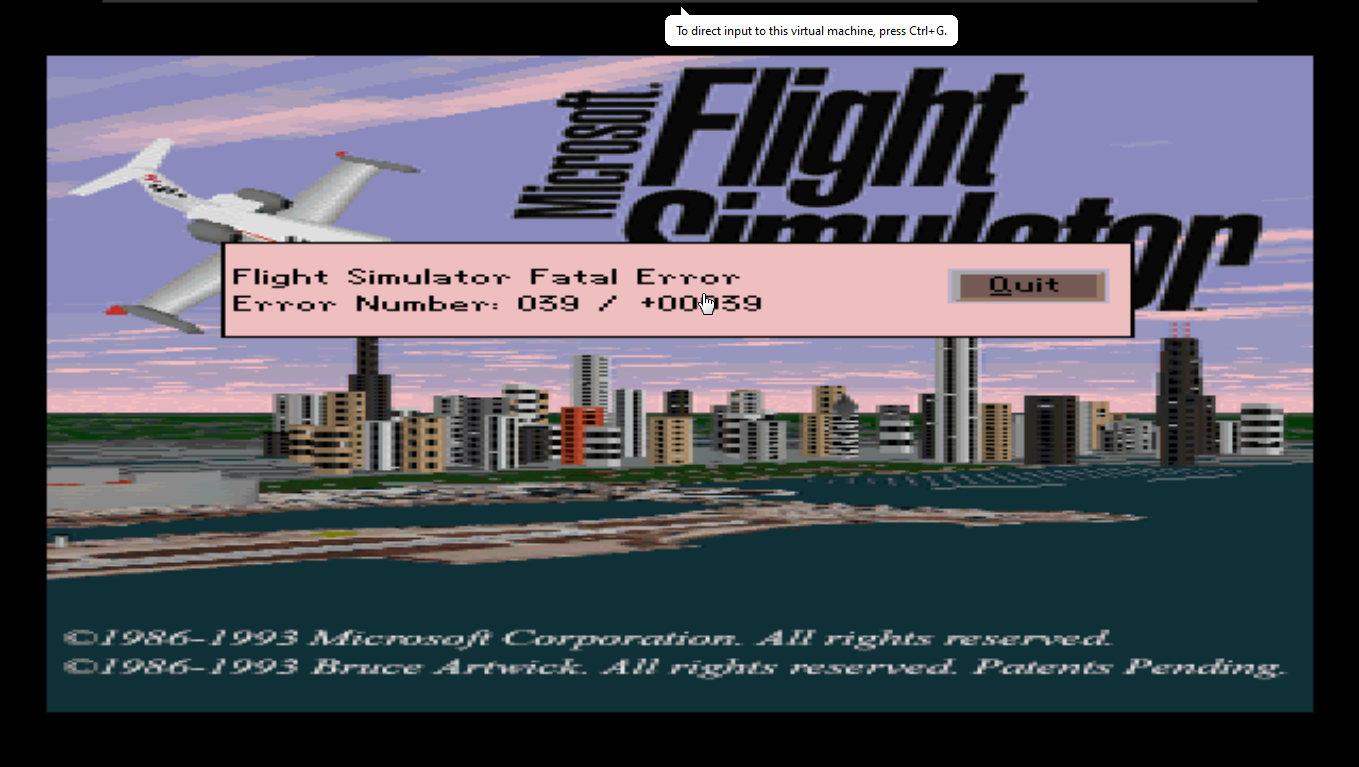 To direct input to this virtual machine, press Ctrl+G.
Microsoft.
Flight
Simulator
Flight Simulator Fatal Error
Error Number: 039 / +00039
Quit
©1986-1993 Microsoft Corporation. All rights reserved.
©1986-1993 Bruce Artwick. All rights reserved. Patents Pending.